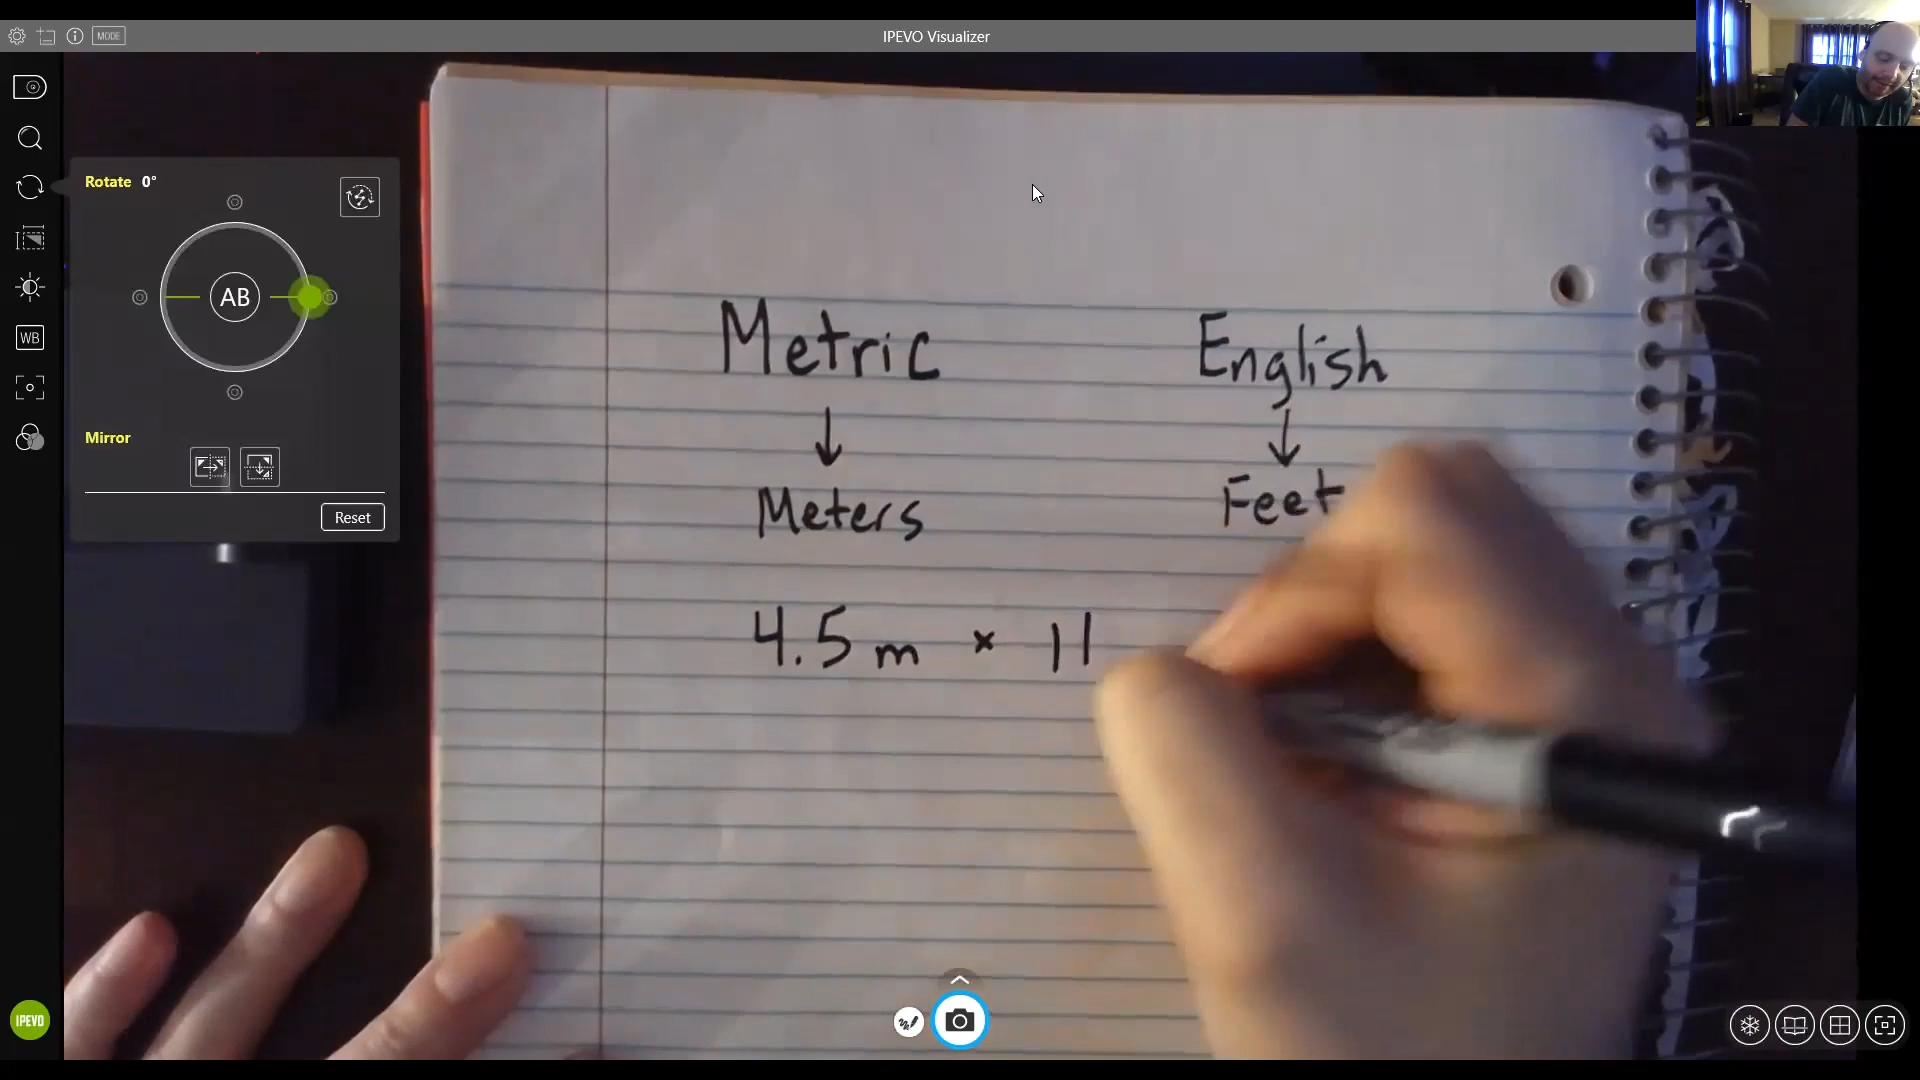 MODE
IPEVO Visualizer
Rotate 0°
AB
WB
Mirror
Reset
Metric English
↓ ↓
Meters Feet
4.5 m × 11
IPEVO